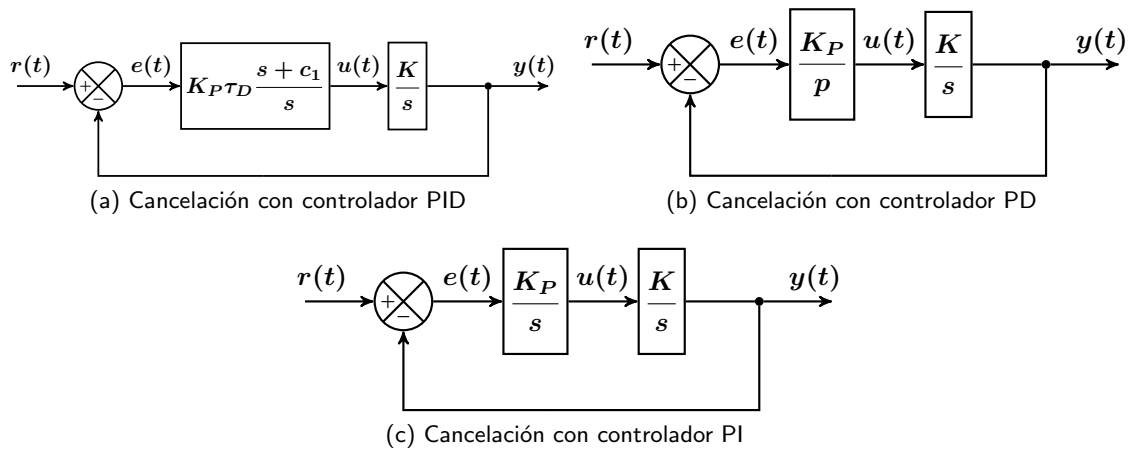 r(t) + − e(t) K_P τ_D (s + c_1)/s u(t) K/s y(t)
(a) Cancelación con controlador PID
r(t) + − e(t) K_P/p u(t) K/s y(t)
(b) Cancelación con controlador PD
r(t) + − e(t) K_P/s u(t) K/s y(t)
(c) Cancelación con controlador PI